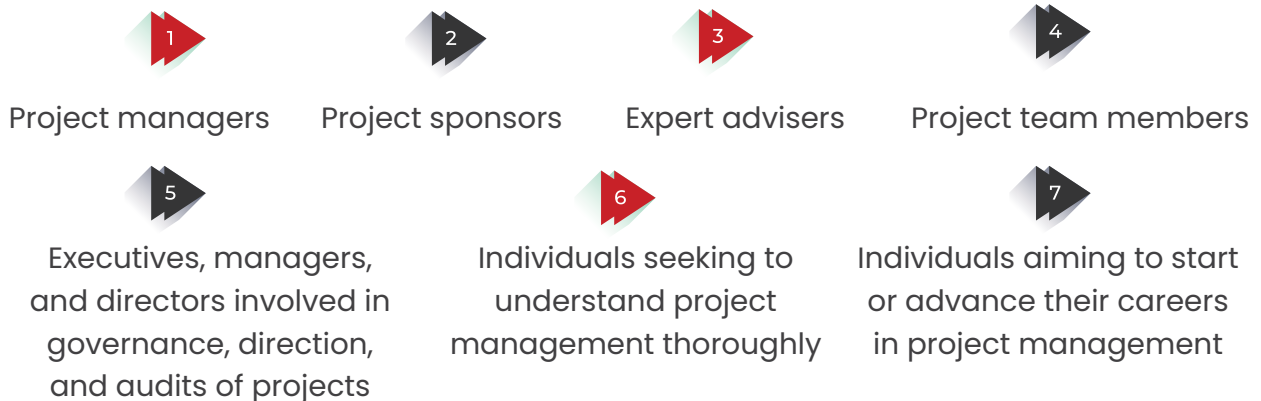 1
2
3
4
Project managers
Project sponsors
Expert advisers
Project team members
5
6
7
Executives, managers,
and directors involved in
governance, direction,
and audits of projects
Individuals seeking to
understand project
management thoroughly
Individuals aiming to start
or advance their careers
in project management